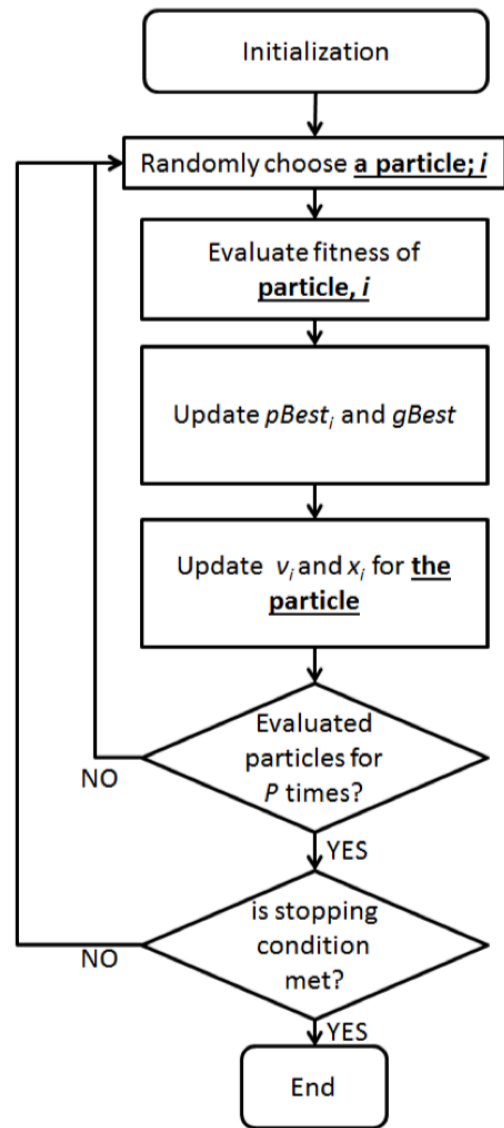 Initialization
Randomly choose a particle; i
Evaluate fitness of
particle, i
Update pBestᵢ and gBest
Update vᵢ and xᵢ for the
particle
Evaluated
particles for
P times?
NO
YES
is stopping
condition
met?
NO
YES
End